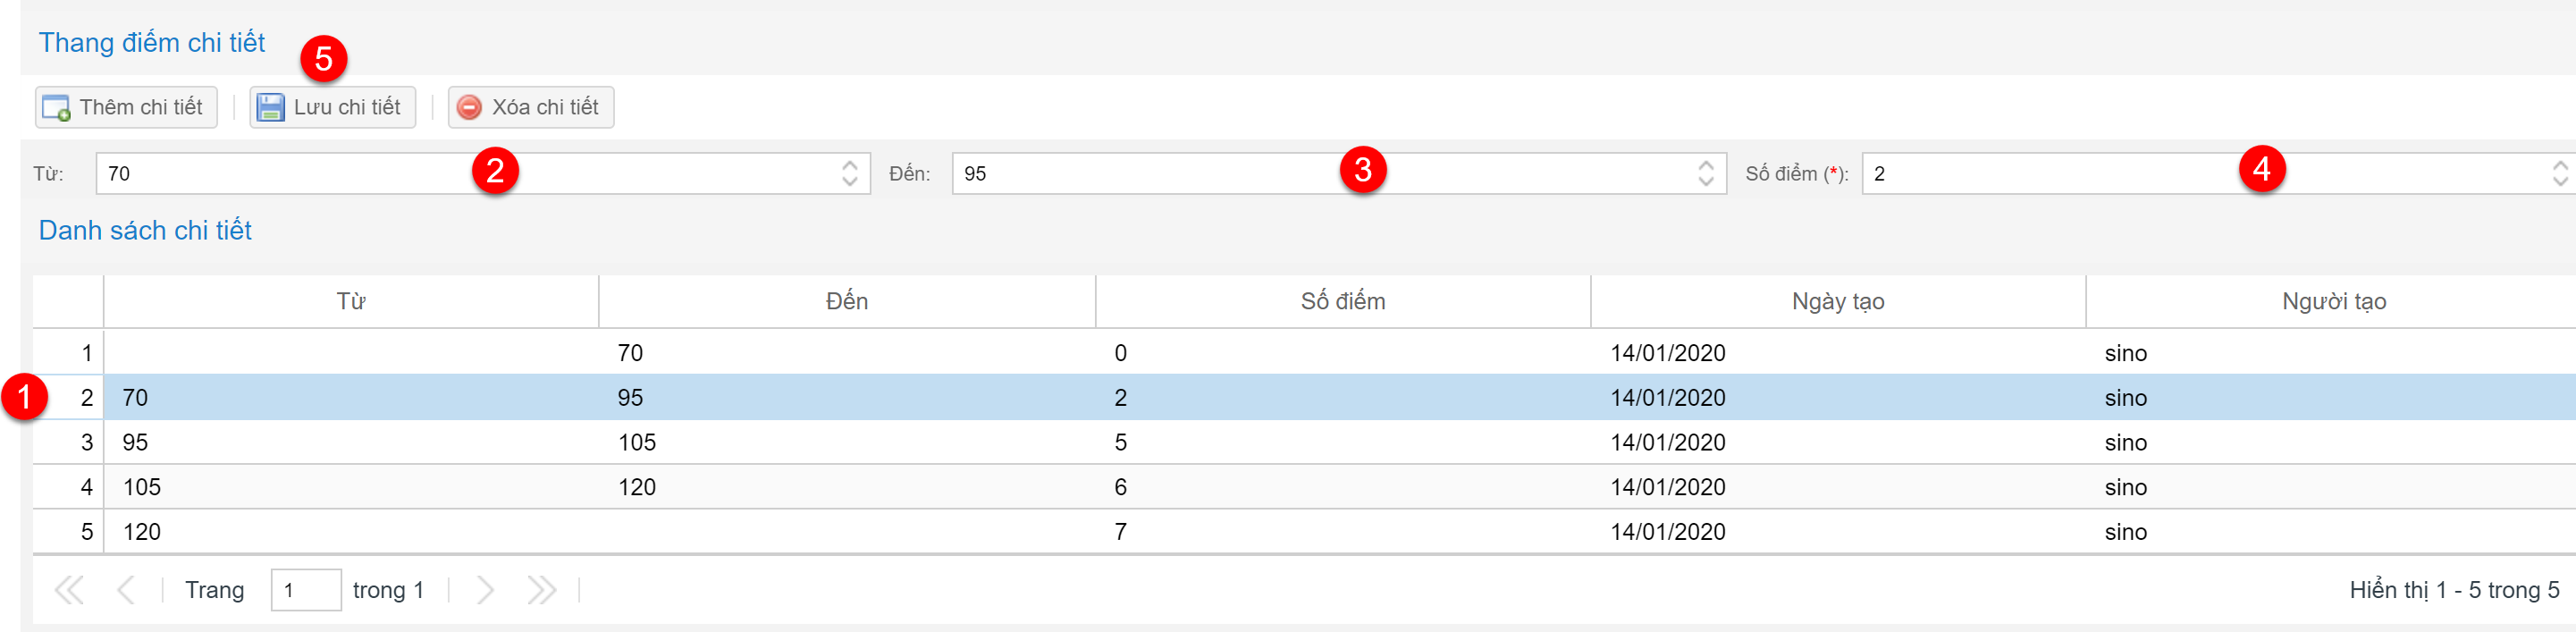 Thang điểm chi tiết
5
Thêm chi tiết Lưu chi tiết Xóa chi tiết
Từ: 70 2 Đến: 95 3 Số điểm (*): 2 4
Danh sách chi tiết
Từ Đến Số điểm Ngày tạo Người tạo
1 70 0 14/01/2020 sino
1 2 70 95 2 14/01/2020 sino
3 95 105 5 14/01/2020 sino
4 105 120 6 14/01/2020 sino
5 120 7 14/01/2020 sino
Trang 1 trong 1 Hiển thị 1 - 5 trong 5